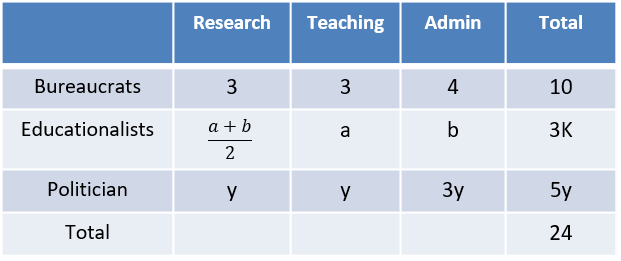 Research Teaching Admin Total
Bureaucrats 3 3 4 10
Educationalists a + b / 2 a b 3K
Politician y y 3y 5y
Total 24